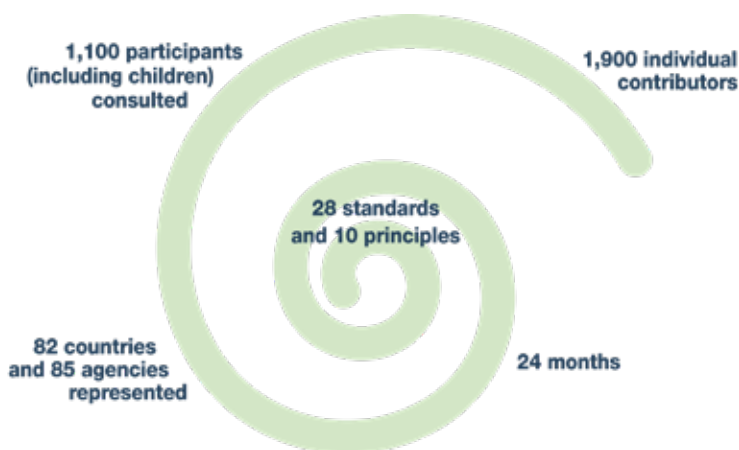 1,100 participants
(including children)
consulted
1,900 individual
contributors
28 standards
and 10 principles
82 countries
and 85 agencies
represented
24 months